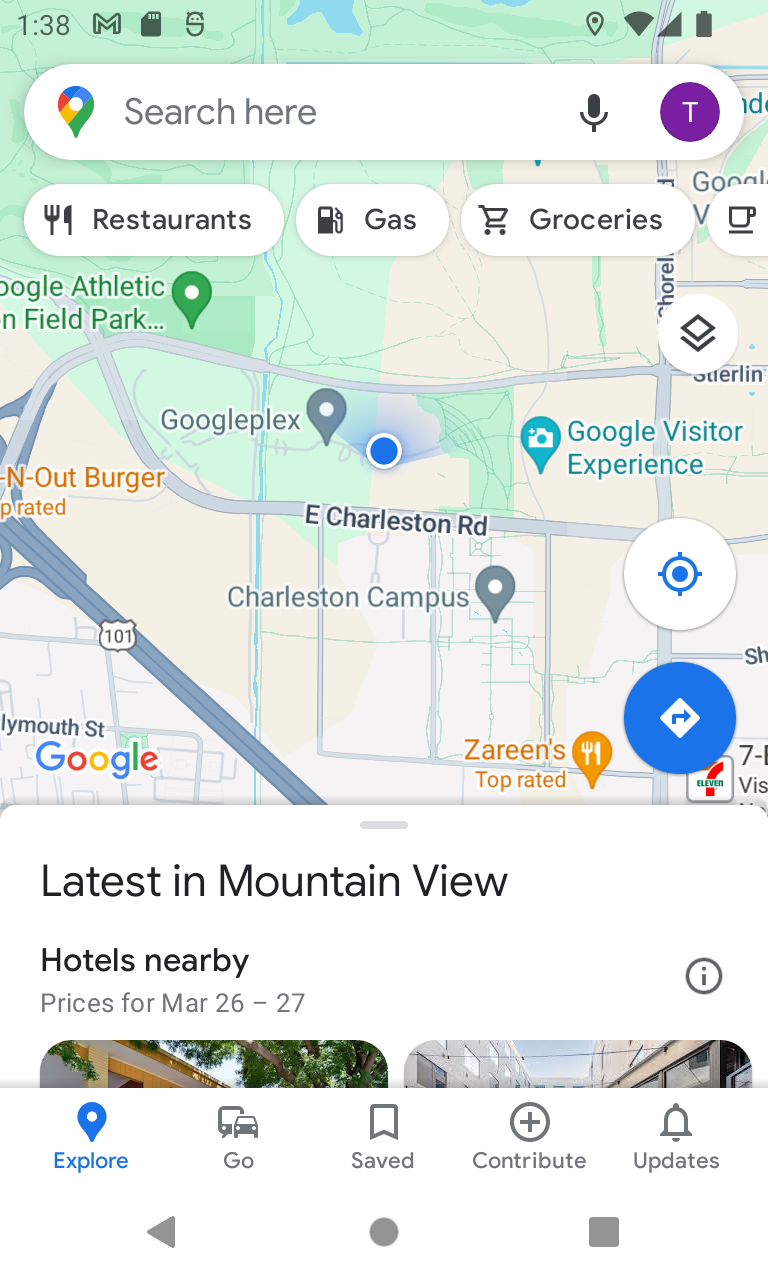 1:38
Search here
T
Restaurants
Gas
Groceries
Googleplex
Google Visitor
Experience
-N-Out Burger
p rated
E Charleston Rd
Charleston Campus
101
lymouth St
Google
Zareen's
Top rated
ELEVEN
7-E
Vis
oogle Athletic
n Field Park...
Stierlin
Shorel
Sh
Latest in Mountain View
Hotels nearby
Prices for Mar 26 – 27
Explore
Go
Saved
Contribute
Updates